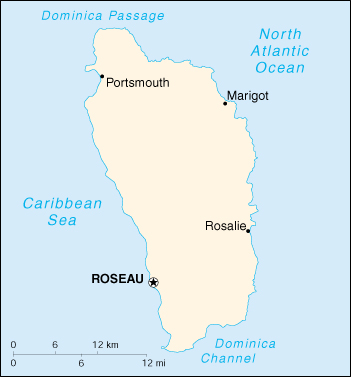 Dominica Passage
North
Atlantic
Ocean
Portsmouth
Marigot
Caribbean
Sea
Rosalie
ROSEAU
0 6 12 km
0 6 12 mi
Dominica
Channel